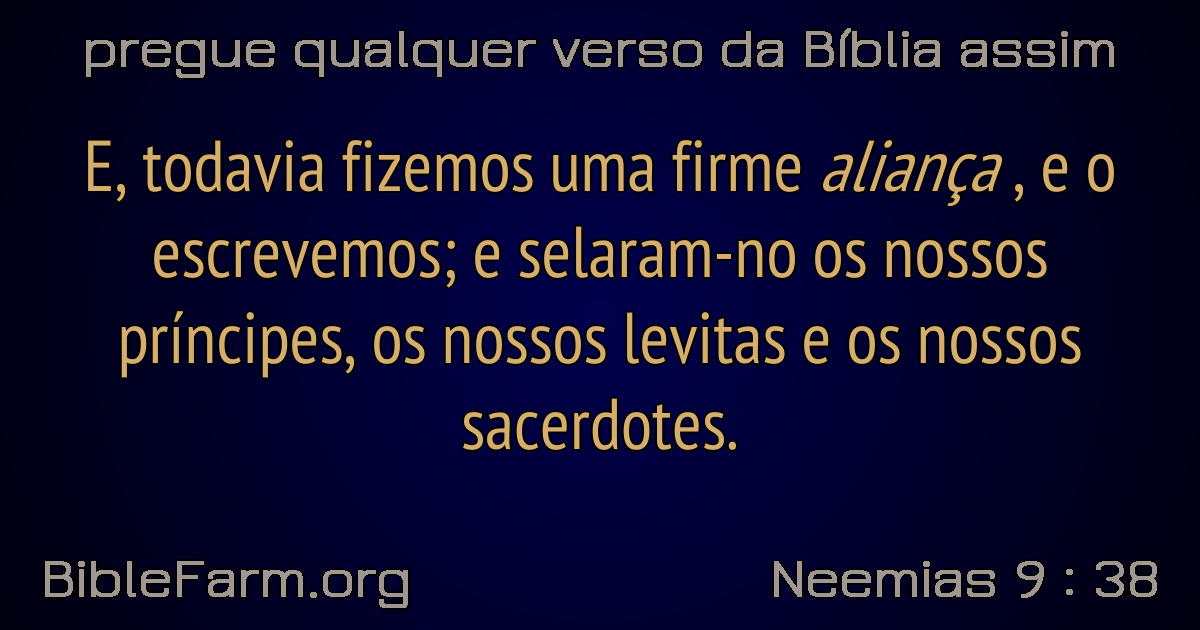 pregue qualquer verso da Bíblia assim
E, todavia fizemos uma firme aliança , e o
escrevemos; e selaram-no os nossos
príncipes, os nossos levitas e os nossos
sacerdotes.
BibleFarm.org
Neemias 9 : 38